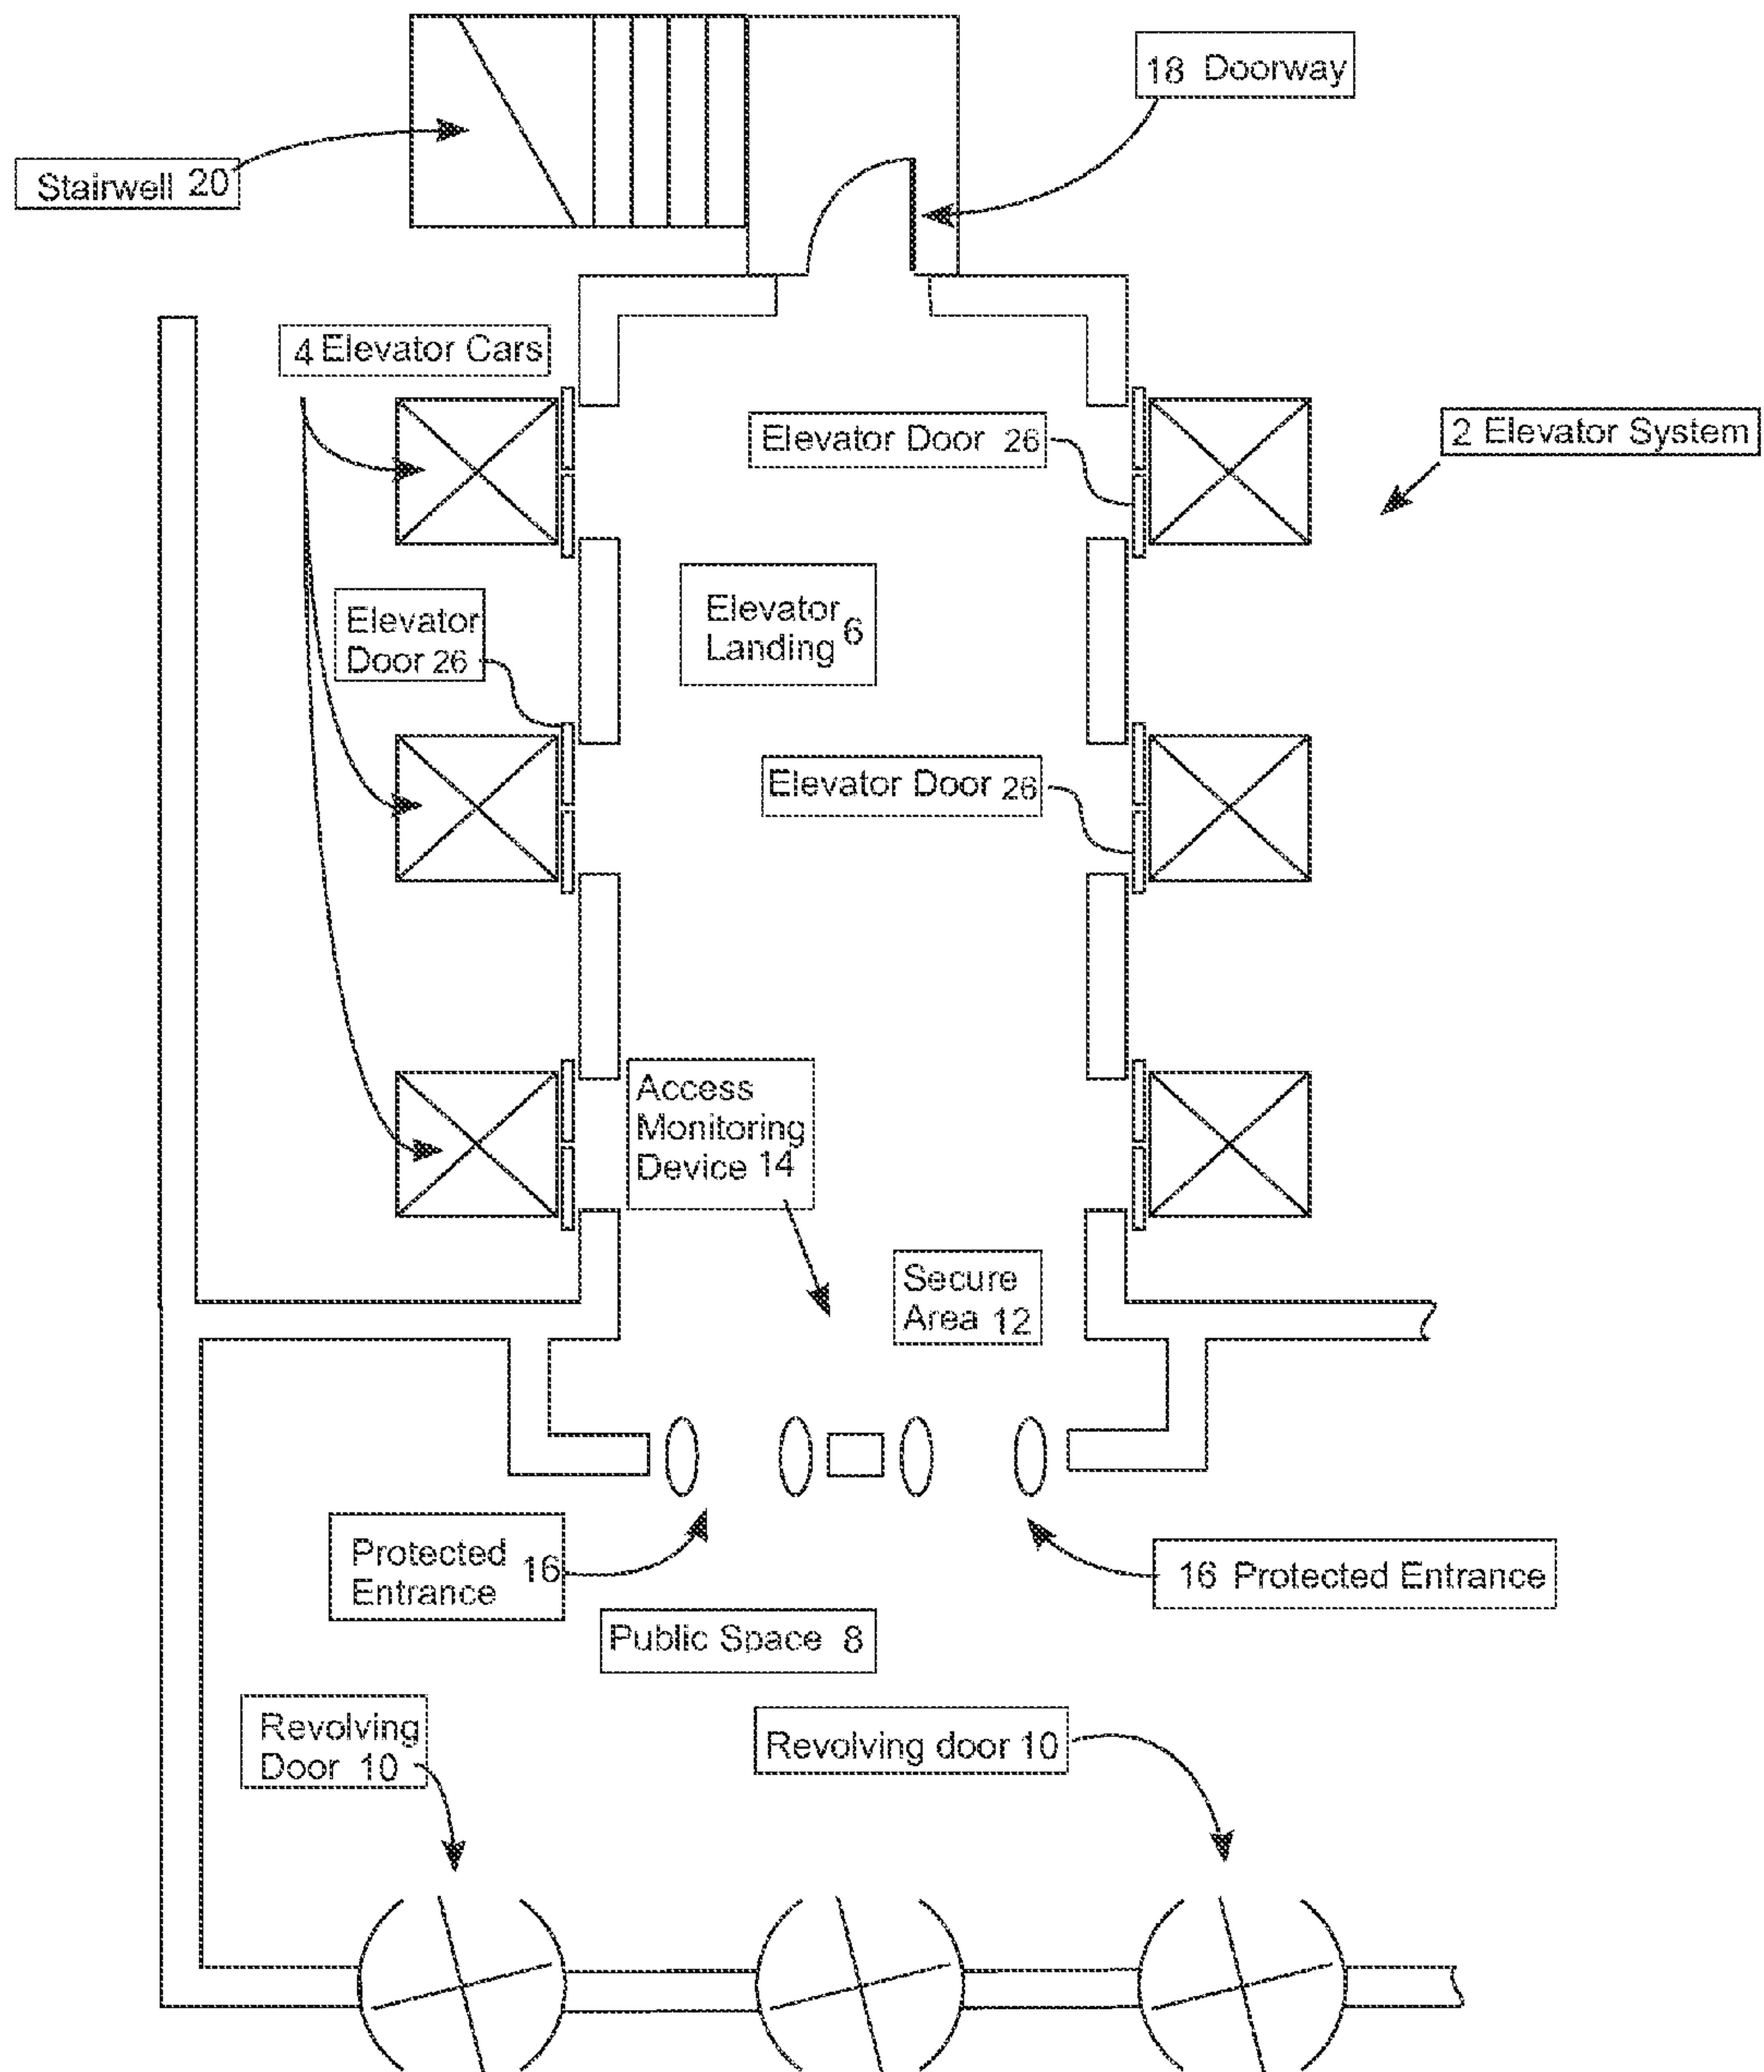 18 Doorway
Stairwell 20
4 Elevator Cars
Elevator Door 26
2 Elevator System
Elevator
Door 26
Elevator
Landing 6
Elevator Door 26
Access
Monitoring
Device 14
Secure
Area 12
Protected
Entrance 16
16 Protected Entrance
Public Space 8
Revolving
Door 10
Revolving door 10